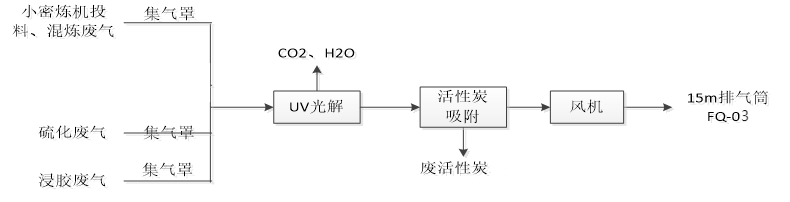 小密炼机投
料、混炼废气
集气罩
CO2、H2O
UV光解
活性炭
吸附
风机
15m排气筒
FQ-03
硫化废气
集气罩
废活性炭
浸胶废气
集气罩